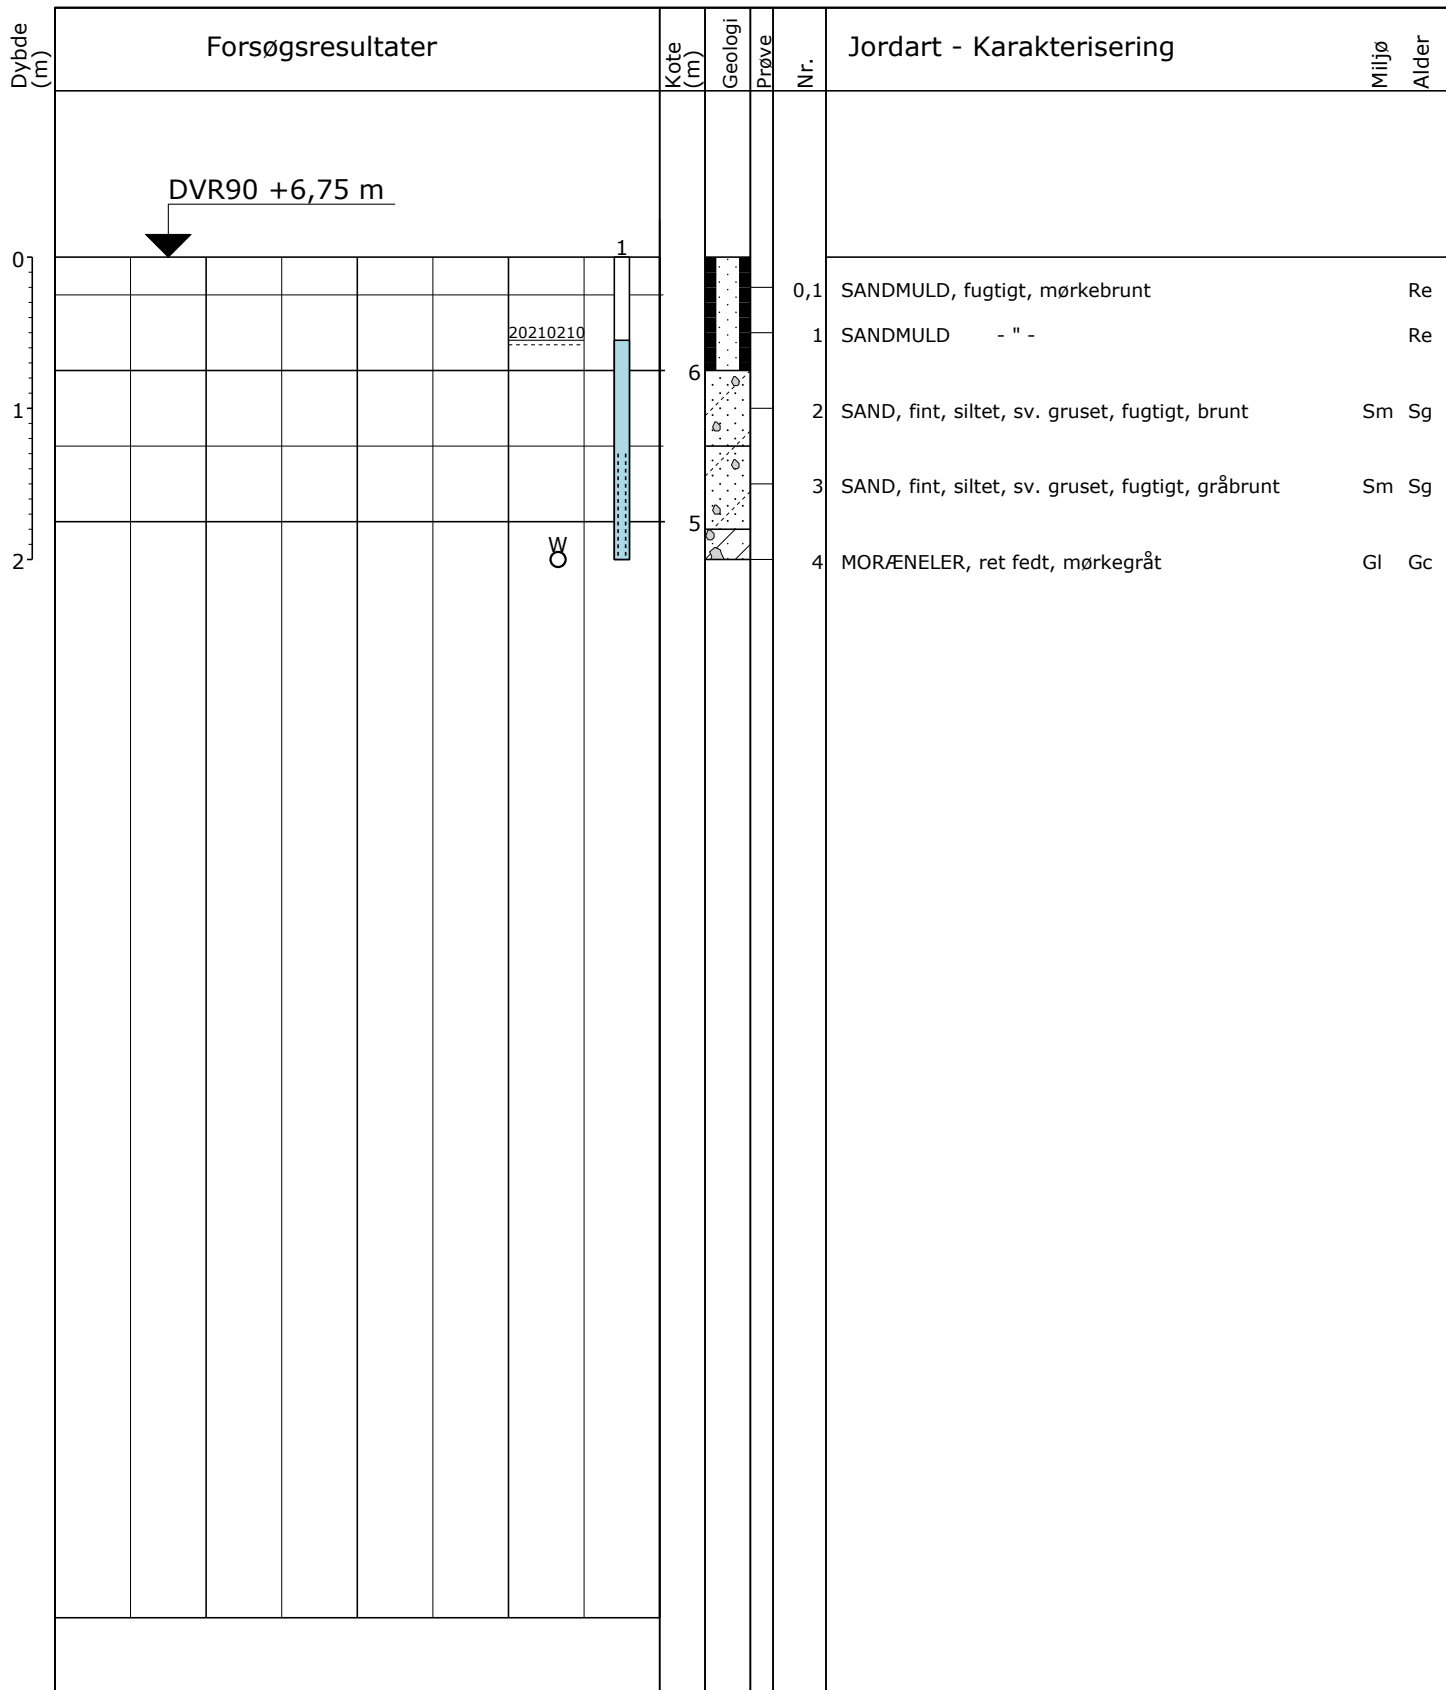 Dybde (m) Forsøgsresultater Kote (m) Geologi Prøve Nr. Jordart - Karakterisering Miljø Alder
DVR90 +6,75 m
1
0
0,1 SANDMULD, fugtigt, mørkebrunt Re
20210210 1 SANDMULD - " - Re
6
1 2 SAND, fint, siltet, sv. gruset, fugtigt, brunt Sm Sg
3 SAND, fint, siltet, sv. gruset, fugtigt, gråbrunt Sm Sg
5
W
2 4 MORÆNELER, ret fedt, mørkegråt Gl Gc